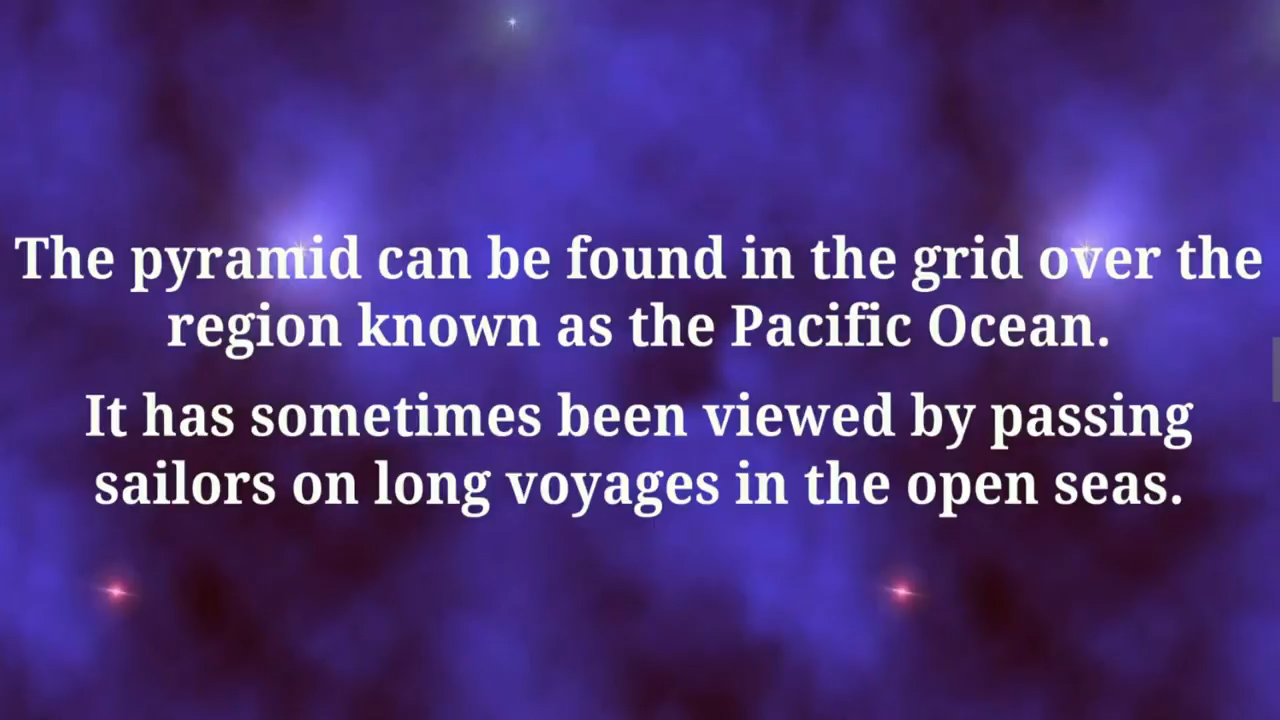 The pyramid can be found in the grid over the
region known as the Pacific Ocean.
It has sometimes been viewed by passing
sailors on long voyages in the open seas.